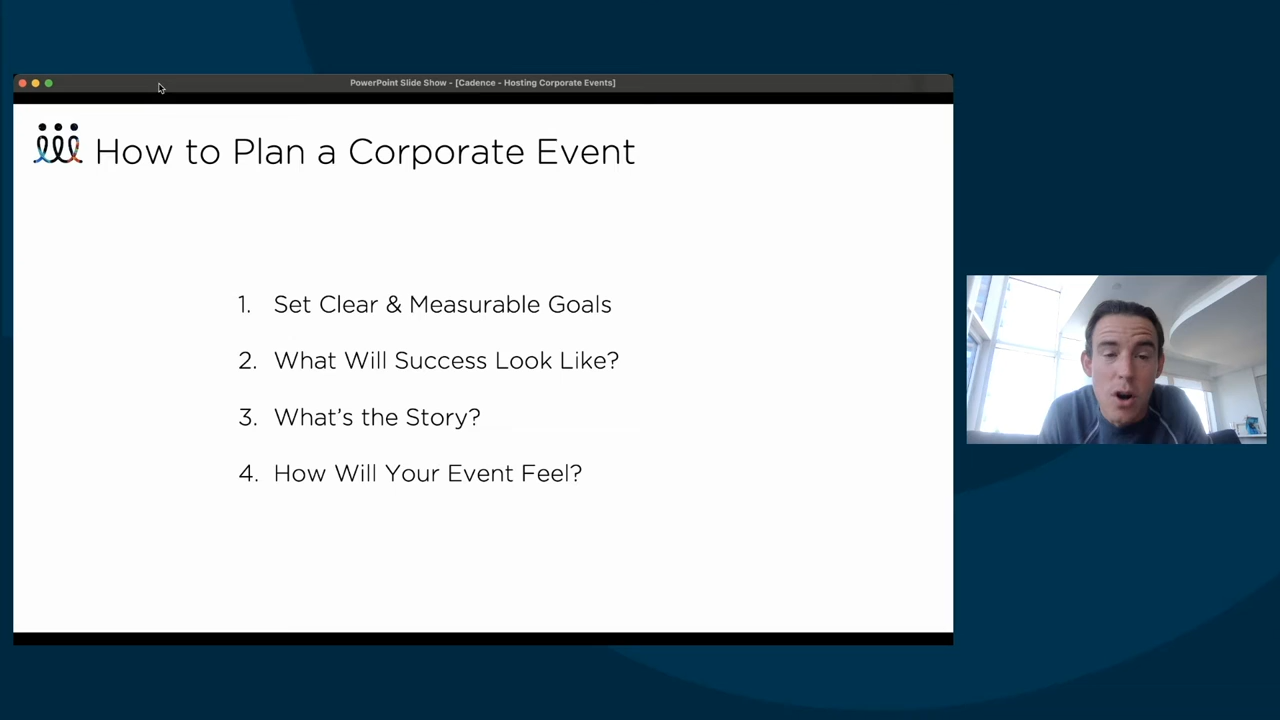 PowerPoint Slide Show - [Cadence - Hosting Corporate Events]
How to Plan a Corporate Event
1. Set Clear & Measurable Goals
2. What Will Success Look Like?
3. What's the Story?
4. How Will Your Event Feel?